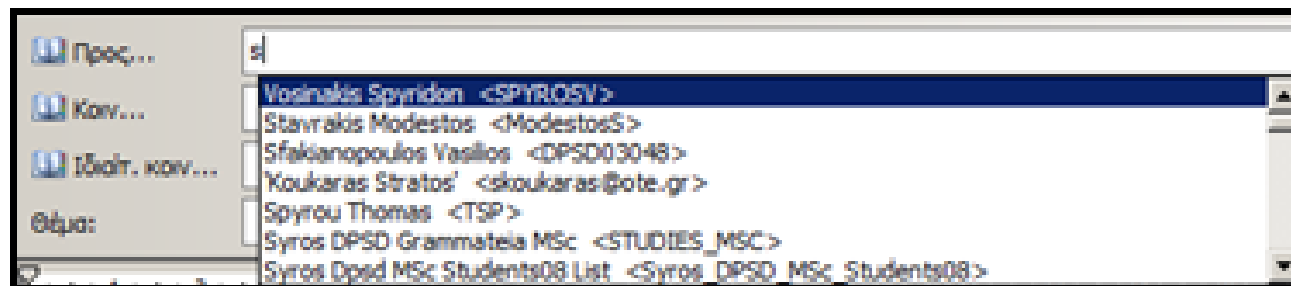 Προς... s
Vosinakis Spyridon <SPYROSV>
Κοιν...
Stavrakis Modestos <ModestosS>
Sfakianopoulos Vasilios <DPSD03048>
Ιδιαίτ. κοιν...
'Koukaras Stratos' <skoukaras@ote.gr>
Θέμα:
Spyrou Thomas <TSP>
Syros DPSD Grammateia MSc <STUDIES_MSC>
Syros Dpsd MSc Students08 List <Syros_DPSD_MSc_Students08>